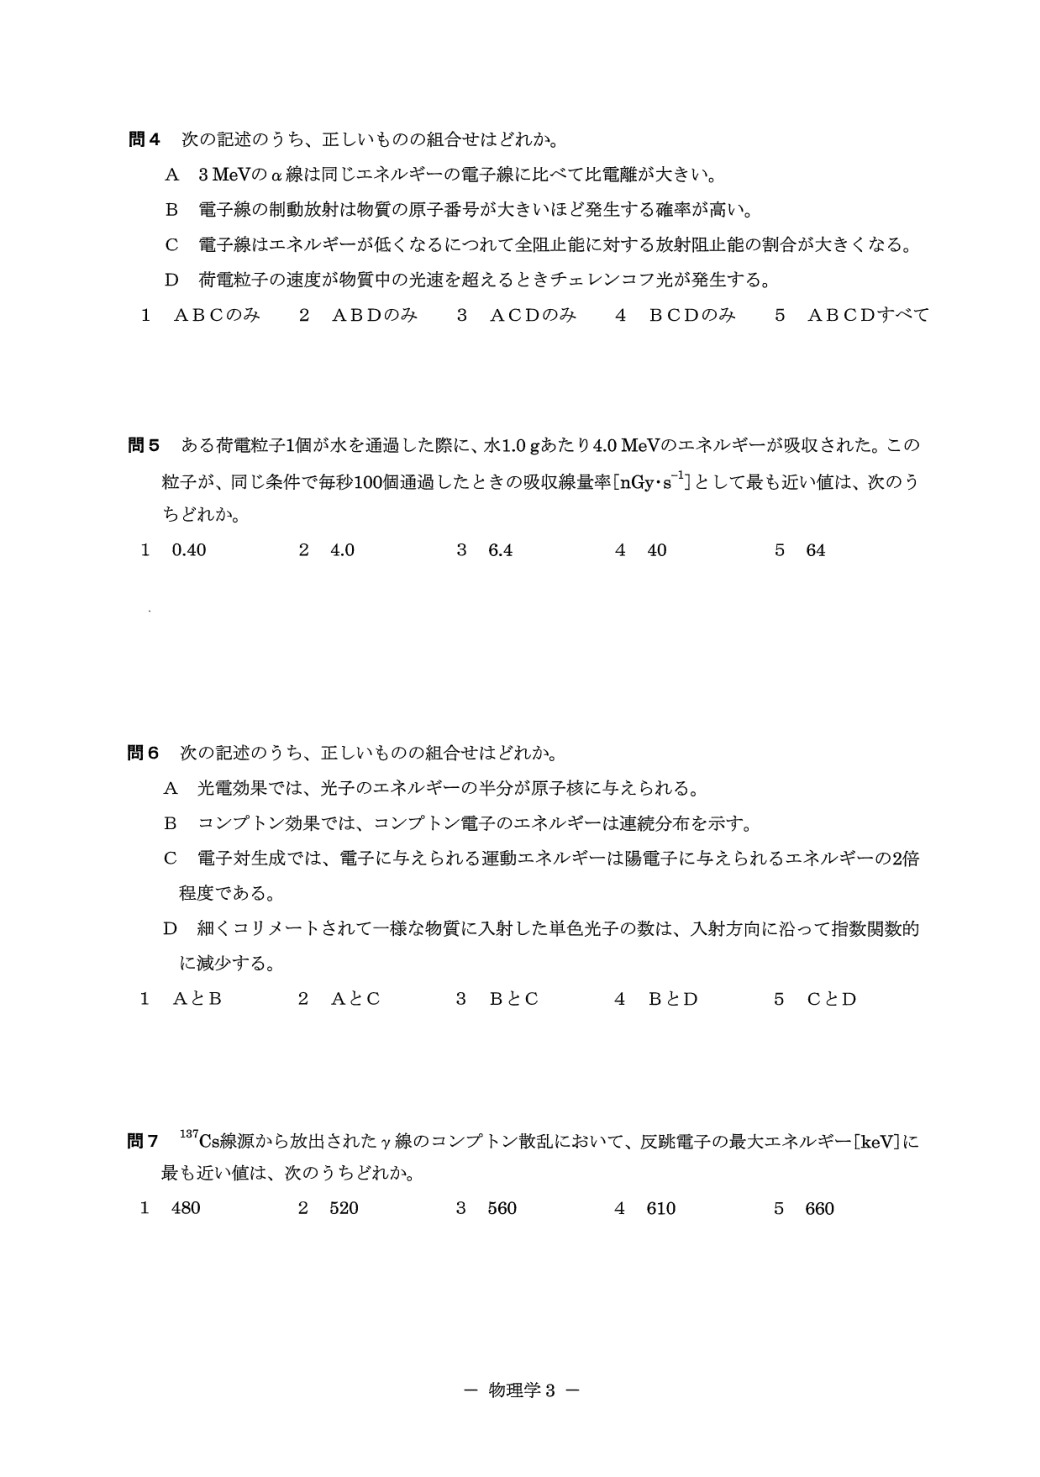 問4　次の記述のうち、正しいものの組合せはどれか。
A　3 MeVのα線は同じエネルギーの電子線に比べて比電離が大きい。
B　電子線の制動放射は物質の原子番号が大きいほど発生する確率が高い。
C　電子線はエネルギーが低くなるにつれて全阻止能に対する放射阻止能の割合が大きくなる。
D　荷電粒子の速度が物質中の光速を超えるときチェレンコフ光が発生する。
1　ABCのみ　2　ABDのみ　3　ACDのみ　4　BCDのみ　5　ABCDすべて
問5　ある荷電粒子1個が水を通過した際に、水1.0 gあたり4.0 MeVのエネルギーが吸収された。この
粒子が、同じ条件で毎秒100個通過したときの吸収線量率[nGy・s⁻¹]として最も近い値は、次のう
ちどれか。
1　0.40　2　4.0　3　6.4　4　40　5　64
問6　次の記述のうち、正しいものの組合せはどれか。
A　光電効果では、光子のエネルギーの半分が原子核に与えられる。
B　コンプトン効果では、コンプトン電子のエネルギーは連続分布を示す。
C　電子対生成では、電子に与えられる運動エネルギーは陽電子に与えられるエネルギーの2倍
程度である。
D　細くコリメートされて一様な物質に入射した単色光子の数は、入射方向に沿って指数関数的
に減少する。
1　AとB　2　AとC　3　BとC　4　BとD　5　CとD
問7　¹³⁷Cs線源から放出されたγ線のコンプトン散乱において、反跳電子の最大エネルギー[keV]に
最も近い値は、次のうちどれか。
1　480　2　520　3　560　4　610　5　660
― 物理学3 ―